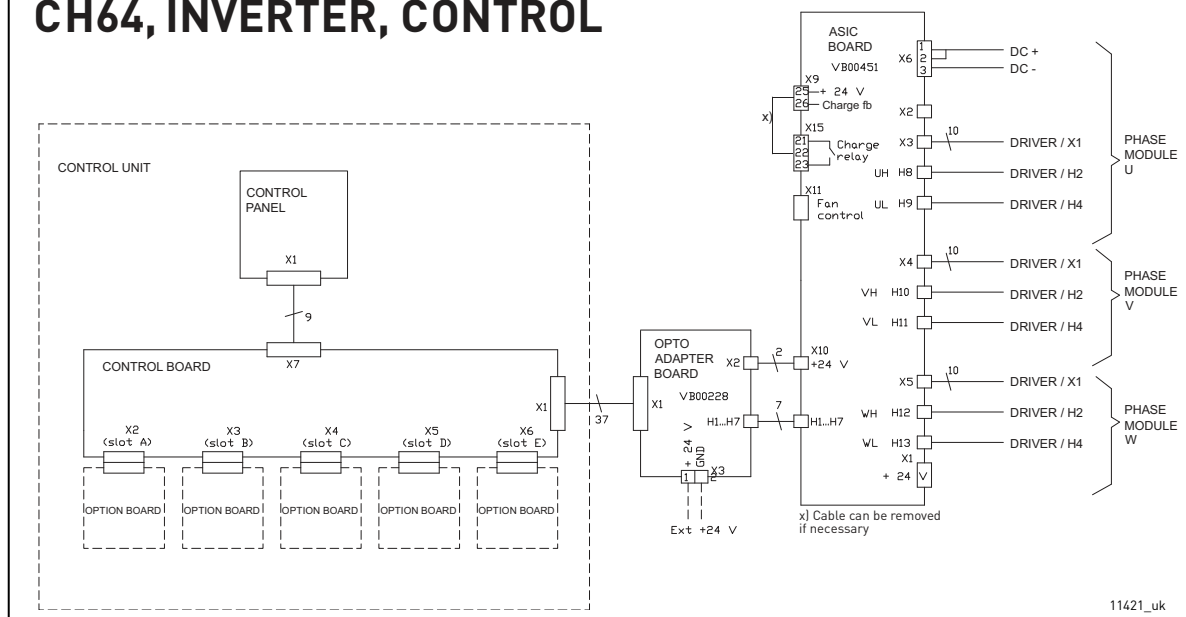 CH64, INVERTER, CONTROL
CONTROL UNIT
CONTROL
PANEL
X1
9
X7
CONTROL BOARD
X1
37
X2
(slot A)
X3
(slot B)
X4
(slot C)
X5
(slot D)
X6
(slot E)
OPTION BOARD
OPTION BOARD
OPTION BOARD
OPTION BOARD
OPTION BOARD
OPTO
ADAPTER
BOARD
VB00228
X1
X2
2
H1...H7
7
+ 24 V
GND
X3
1
2
Ext +24 V
ASIC
BOARD
VB00451
X9
25
+ 24 V
26
Charge fb
x)
X15
21
22
23
Charge
relay
X11
Fan
control
X10
+24 V
H1...H7
X6
1
2
3
DC +
DC -
X2
X3
10
DRIVER / X1
UH H8
DRIVER / H2
UL H9
DRIVER / H4
PHASE
MODULE
U
X4
10
DRIVER / X1
VH H10
DRIVER / H2
VL H11
DRIVER / H4
PHASE
MODULE
V
X5
10
DRIVER / X1
WH H12
DRIVER / H2
WL H13
DRIVER / H4
PHASE
MODULE
W
X1
+ 24 V
x) Cable can be removed
if necessary
11421_uk